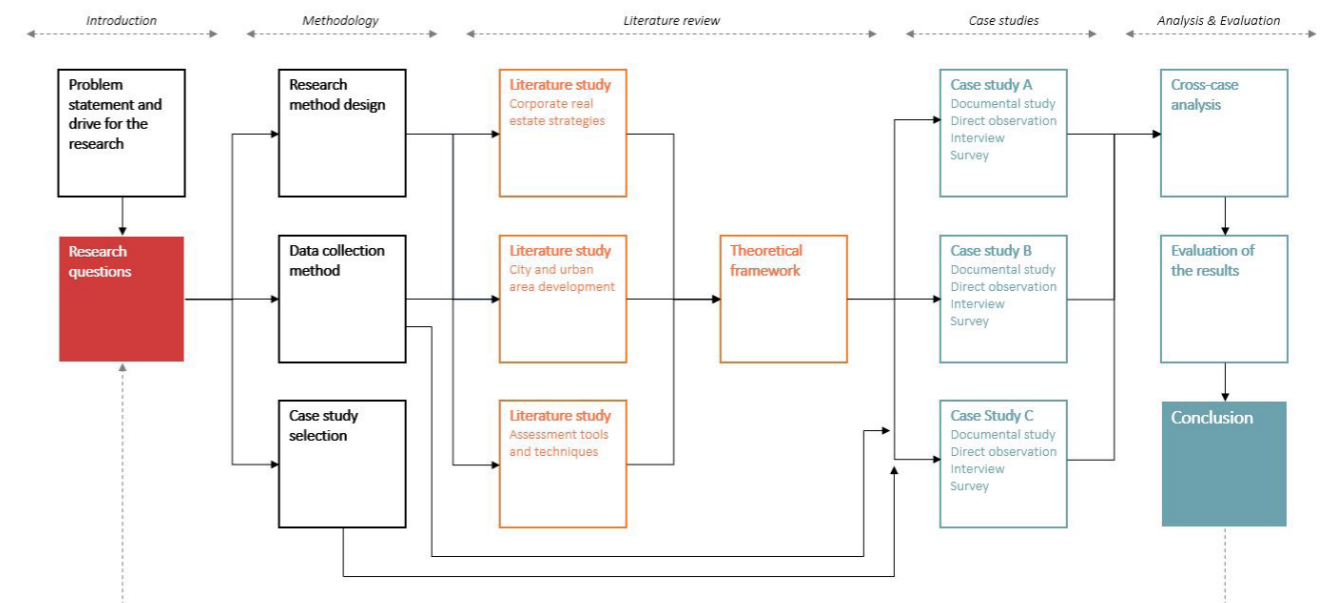 Introduction
Methodology
Literature review
Case studies
Analysis & Evaluation
Problem
statement and
drive for the
research
Research
method design
Literature study
Corporate real
estate strategies
Case study A
Documental study
Direct observation
Interview
Survey
Cross-case
analysis
Research
questions
Data collection
method
Literature study
City and urban
area development
Theoretical
framework
Case study B
Documental study
Direct observation
Interview
Survey
Evaluation of
the results
Case study
selection
Literature study
Assessment tools
and techniques
Case Study C
Documental study
Direct observation
Interview
Survey
Conclusion